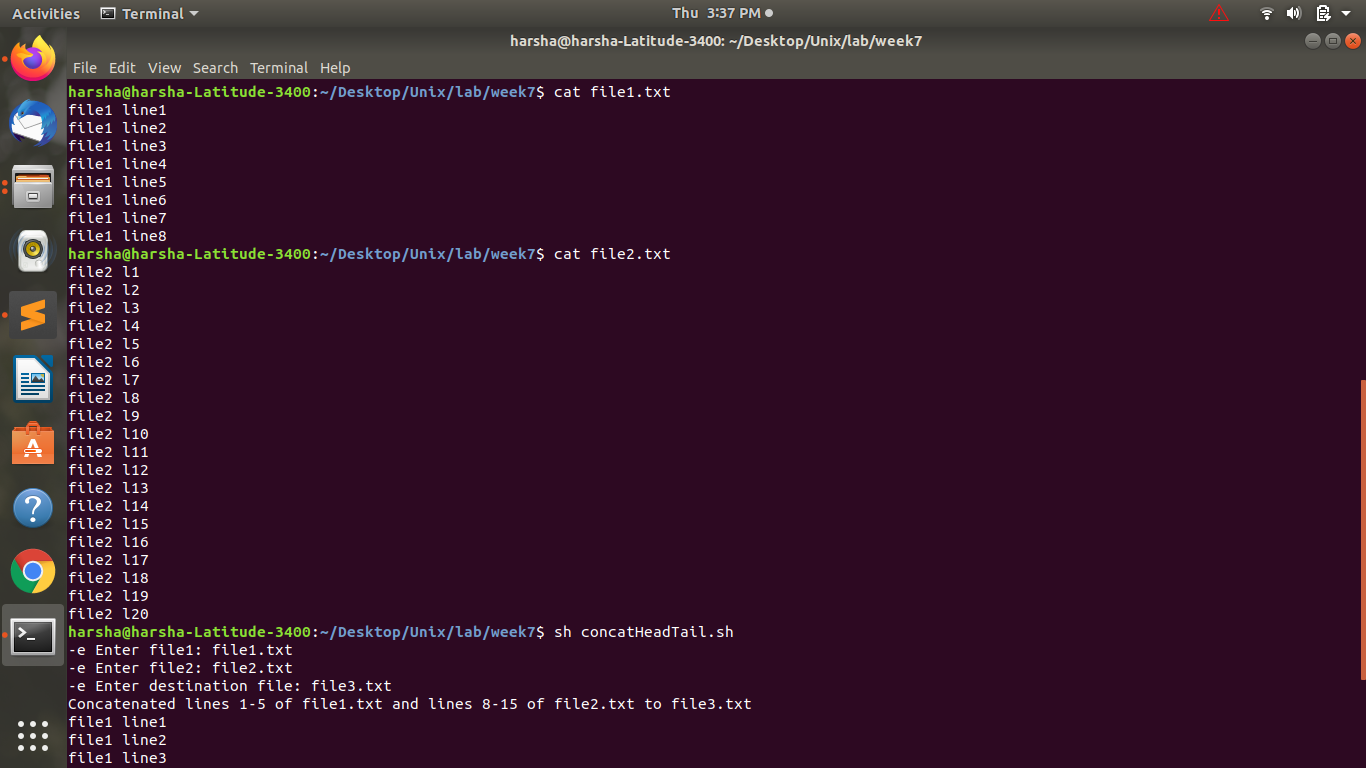 Activities Terminal Thu 3:37 PM
harsha@harsha-Latitude-3400: ~/Desktop/Unix/lab/week7
File Edit View Search Terminal Help
harsha@harsha-Latitude-3400:~/Desktop/Unix/lab/week7$ cat file1.txt
file1 line1
file1 line2
file1 line3
file1 line4
file1 line5
file1 line6
file1 line7
file1 line8
harsha@harsha-Latitude-3400:~/Desktop/Unix/lab/week7$ cat file2.txt
file2 l1
file2 l2
file2 l3
file2 l4
file2 l5
file2 l6
file2 l7
file2 l8
file2 l9
file2 l10
file2 l11
file2 l12
file2 l13
file2 l14
file2 l15
file2 l16
file2 l17
file2 l18
file2 l19
file2 l20
harsha@harsha-Latitude-3400:~/Desktop/Unix/lab/week7$ sh concatHeadTail.sh
-e Enter file1: file1.txt
-e Enter file2: file2.txt
-e Enter destination file: file3.txt
Concatenated lines 1-5 of file1.txt and lines 8-15 of file2.txt to file3.txt
file1 line1
file1 line2
file1 line3